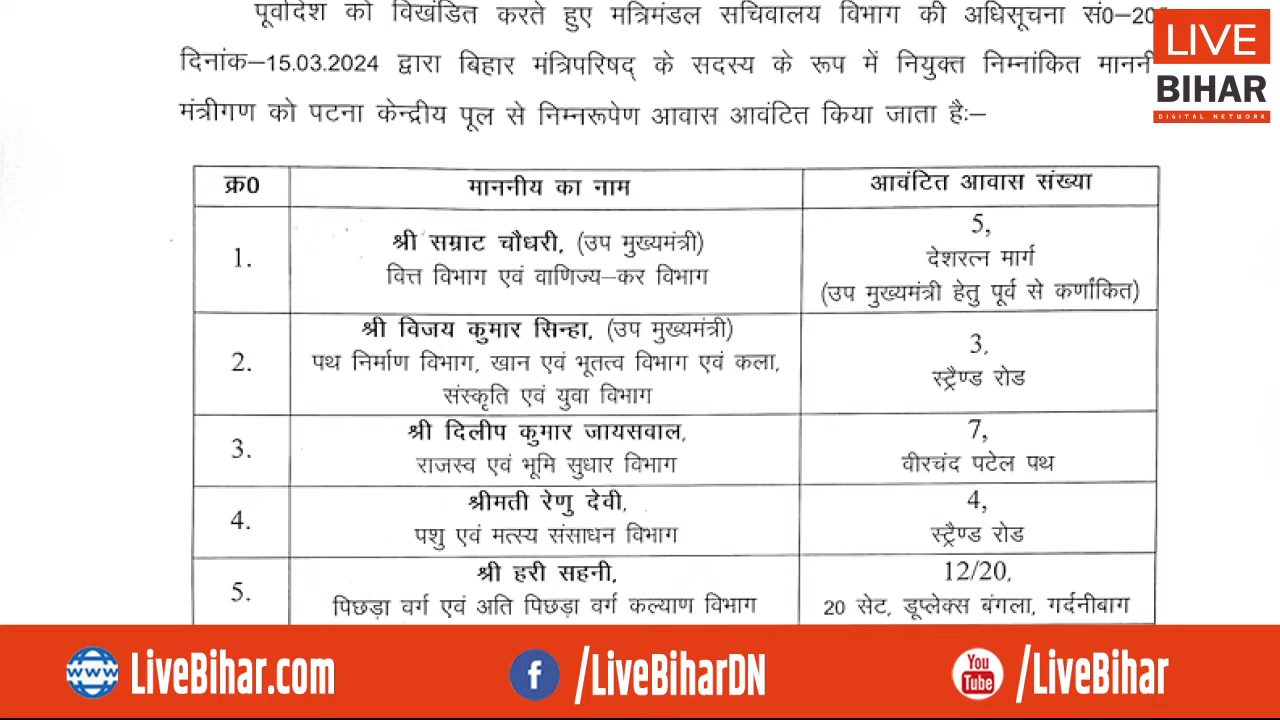 पूर्वादेश को विखंडित करते हुए मंत्रिमंडल सचिवालय विभाग की अधिसूचना सं0–20
दिनांक–15.03.2024 द्वारा बिहार मंत्रिपरिषद् के सदस्य के रूप में नियुक्त निम्नांकित
मंत्रीगण को पटना केन्द्रीय पूल से निम्नरूपेण आवास आवंटित किया जाता हैः–
LIVE
BIHAR
DIGITAL NETWORK
क्र0 माननीय का नाम आवंटित आवास संख्या
1. श्री सम्राट चौधरी, (उप मुख्यमंत्री)
वित्त विभाग एवं वाणिज्य–कर विभाग
5,
देशरत्न मार्ग
(उप मुख्यमंत्री हेतु पूर्व से कर्णांकित)
2. श्री विजय कुमार सिन्हा, (उप मुख्यमंत्री)
पथ निर्माण विभाग, खान एवं भूतत्व विभाग एवं कला,
संस्कृति एवं युवा विभाग
3,
स्ट्रैण्ड रोड
3. श्री दिलीप कुमार जायसवाल,
राजस्व एवं भूमि सुधार विभाग
7,
वीरचंद पटेल पथ
4. श्रीमती रेणु देवी,
पशु एवं मत्स्य संसाधन विभाग
4,
स्ट्रैण्ड रोड
5. श्री हरी सहनी,
पिछड़ा वर्ग एवं अति पिछड़ा वर्ग कल्याण विभाग
12/20,
20 सेट, डूप्लेक्स बंगला, गर्दनीबाग
www LiveBihar.com
f /LiveBiharDN
You Tube /LiveBihar